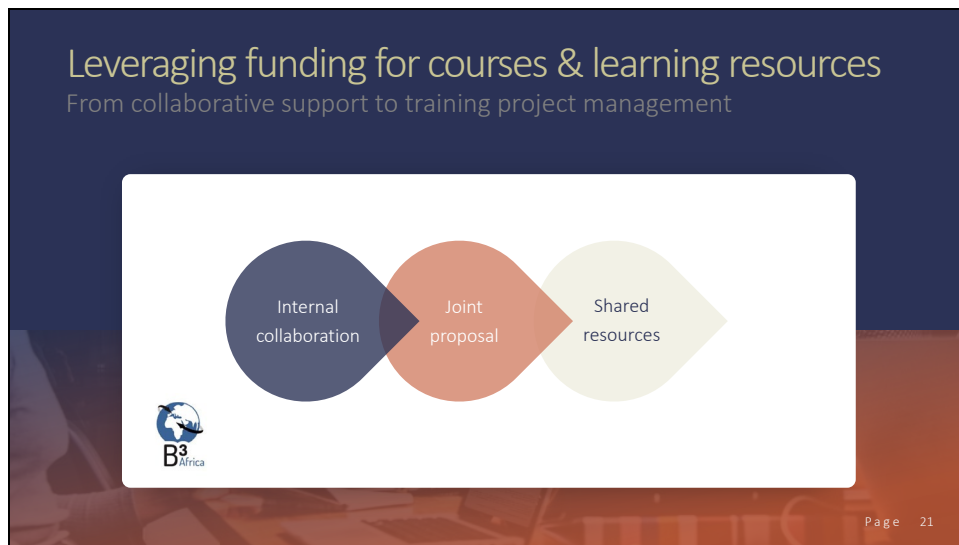 Leveraging funding for courses & learning resources
From collaborative support to training project management
Internal
collaboration
Joint
proposal
Shared
resources
B³ Africa
Page 21